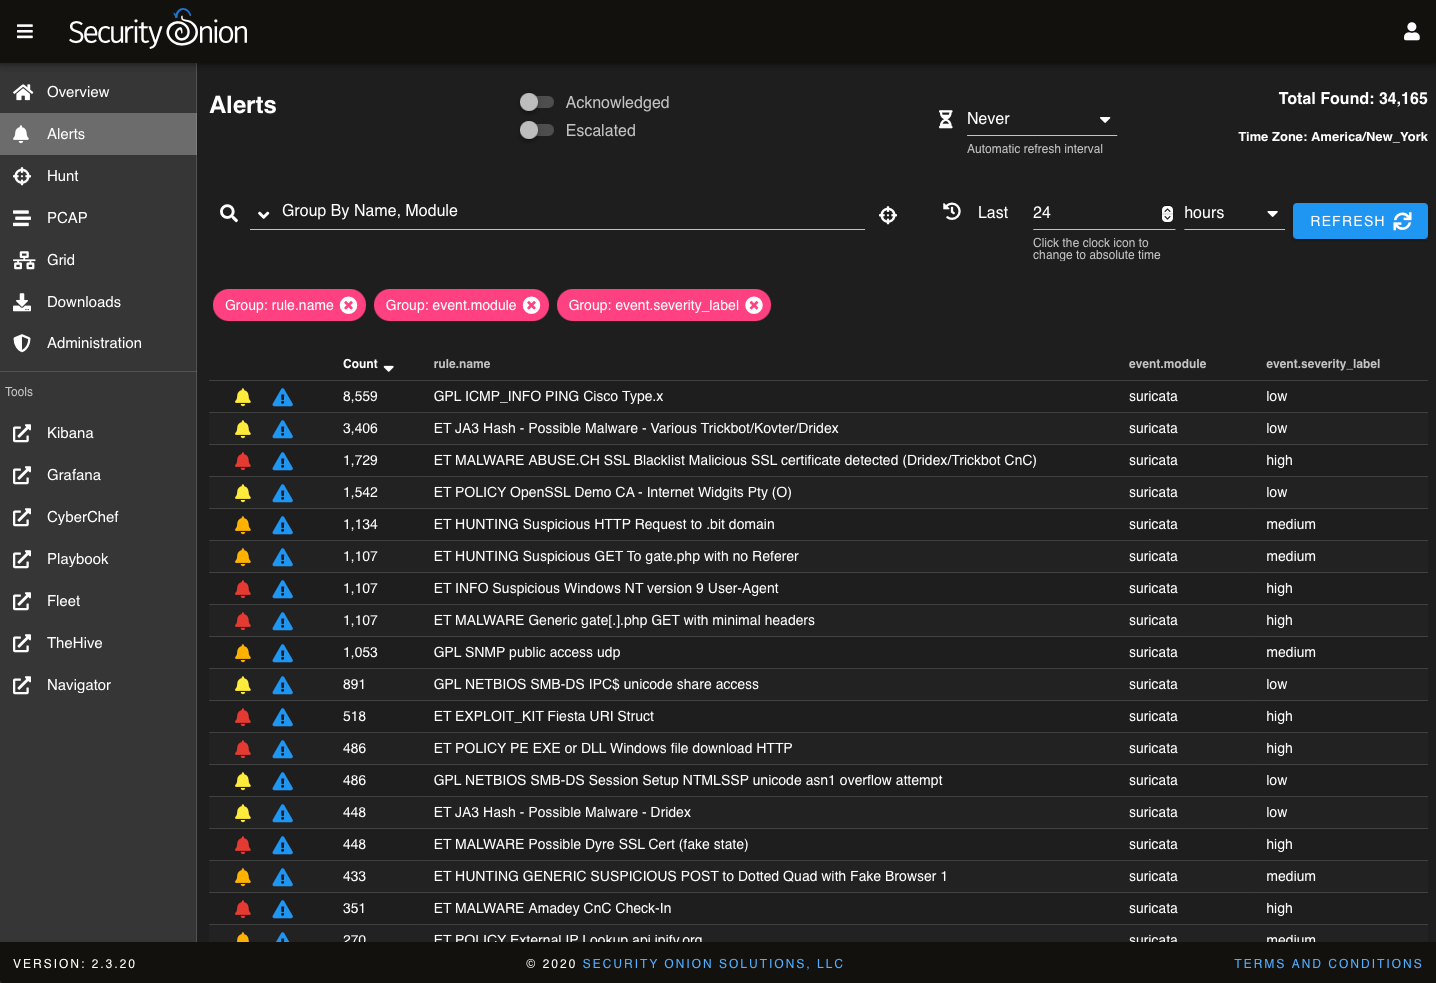 Security Onion
Overview
Alerts
Hunt
PCAP
Grid
Downloads
Administration
Tools
Kibana
Grafana
CyberChef
Playbook
Fleet
TheHive
Navigator
Alerts
Acknowledged
Escalated
Never
Automatic refresh interval
Total Found: 34,165
Time Zone: America/New_York
Group By Name, Module
Last 24 hours
Click the clock icon to
change to absolute time
REFRESH
Group: rule.name Group: event.module Group: event.severity_label
Count rule.name event.module event.severity_label
8,559 GPL ICMP_INFO PING Cisco Type.x suricata low
3,406 ET JA3 Hash - Possible Malware - Various Trickbot/Kovter/Dridex suricata low
1,729 ET MALWARE ABUSE.CH SSL Blacklist Malicious SSL certificate detected (Dridex/Trickbot CnC) suricata high
1,542 ET POLICY OpenSSL Demo CA - Internet Widgits Pty (O) suricata low
1,134 ET HUNTING Suspicious HTTP Request to .bit domain suricata medium
1,107 ET HUNTING Suspicious GET To gate.php with no Referer suricata medium
1,107 ET INFO Suspicious Windows NT version 9 User-Agent suricata high
1,107 ET MALWARE Generic gate[.].php GET with minimal headers suricata high
1,053 GPL SNMP public access udp suricata medium
891 GPL NETBIOS SMB-DS IPC$ unicode share access suricata low
518 ET EXPLOIT_KIT Fiesta URI Struct suricata high
486 ET POLICY PE EXE or DLL Windows file download HTTP suricata high
486 GPL NETBIOS SMB-DS Session Setup NTMLSSP unicode asn1 overflow attempt suricata low
448 ET JA3 Hash - Possible Malware - Dridex suricata low
448 ET MALWARE Possible Dyre SSL Cert (fake state) suricata high
433 ET HUNTING GENERIC SUSPICIOUS POST to Dotted Quad with Fake Browser 1 suricata medium
351 ET MALWARE Amadey CnC Check-In suricata high
270 ET POLICY External IP Lookup api.ipify.org suricata medium
VERSION: 2.3.20
© 2020 SECURITY ONION SOLUTIONS, LLC
TERMS AND CONDITIONS